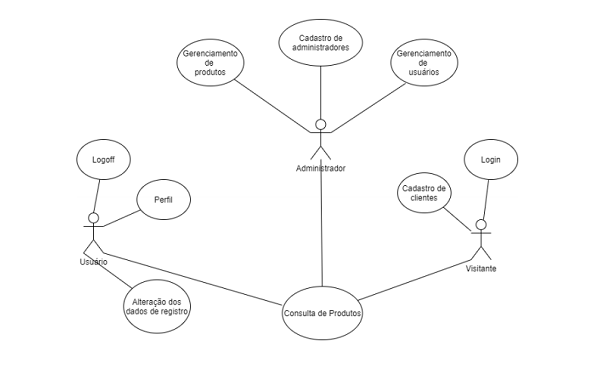 Cadastro de
administradores
Gerenciamento
de
produtos
Gerenciamento
de
usuários
Administrador
Logoff
Login
Perfil
Cadastro de
clientes
Usuário
Visitante
Alteração dos
dados de registro
Consulta de Produtos